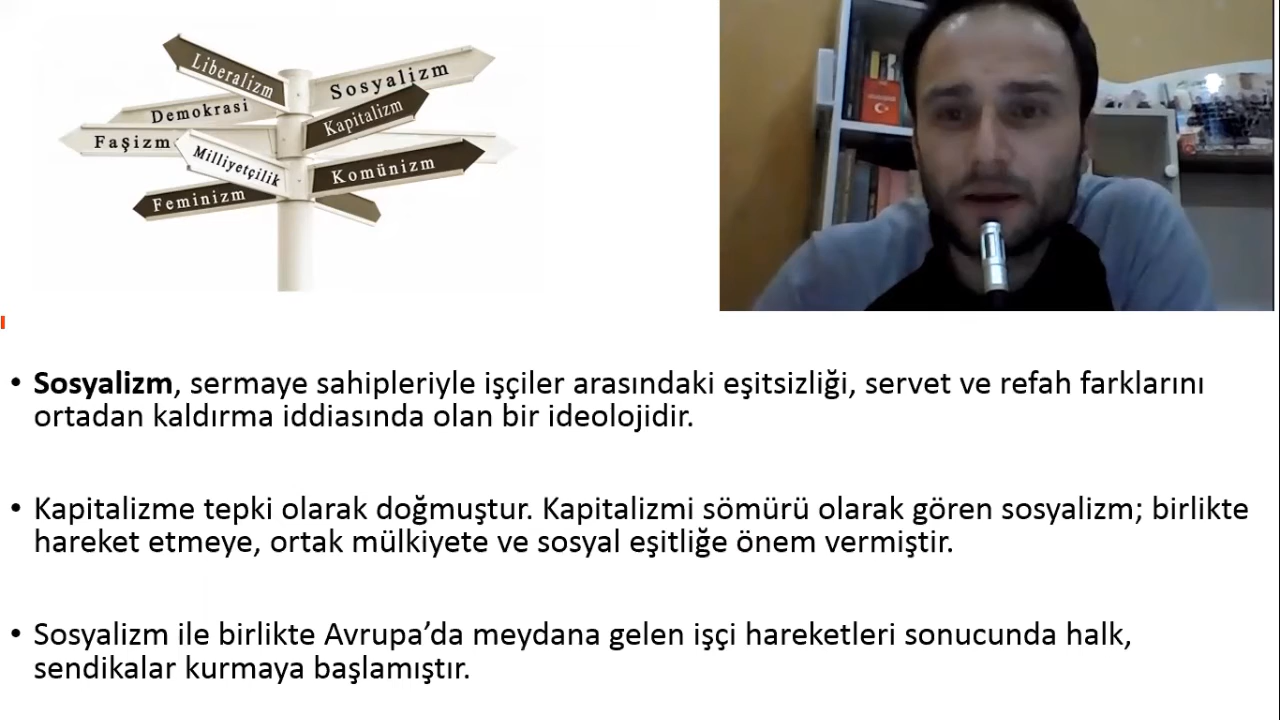 Liberalizm
Sosyalizm
Demokrasi
Kapitalizm
Faşizm
Milliyetçilik
Komünizm
Feminizm
• Sosyalizm, sermaye sahipleriyle işçiler arasındaki eşitsizliği, servet ve refah farklarını
ortadan kaldırma iddiasında olan bir ideolojidir.
• Kapitalizme tepki olarak doğmuştur. Kapitalizmi sömürü olarak gören sosyalizm; birlikte
hareket etmeye, ortak mülkiyete ve sosyal eşitliğe önem vermiştir.
• Sosyalizm ile birlikte Avrupa’da meydana gelen işçi hareketleri sonucunda halk,
sendikalar kurmaya başlamıştır.